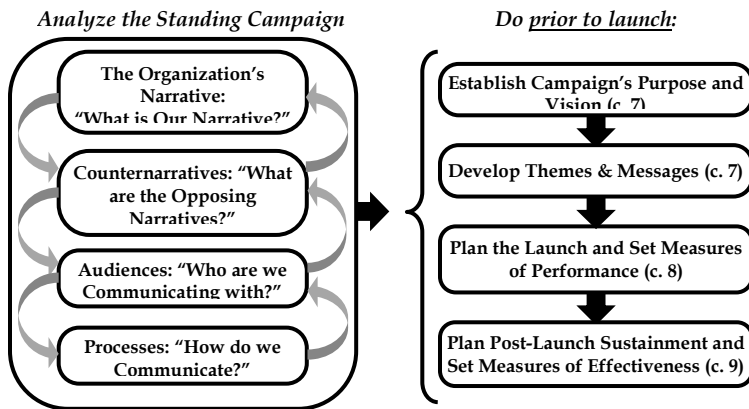 Analyze the Standing Campaign
The Organization’s
Narrative:
“What is Our Narrative?”
Counternarratives: “What
are the Opposing
Narratives?”
Audiences: “Who are we
Communicating with?”
Processes: “How do we
Communicate?”
Do prior to launch:
Establish Campaign’s Purpose and
Vision (c. 7)
Develop Themes & Messages (c. 7)
Plan the Launch and Set Measures
of Performance (c. 8)
Plan Post-Launch Sustainment and
Set Measures of Effectiveness (c. 9)